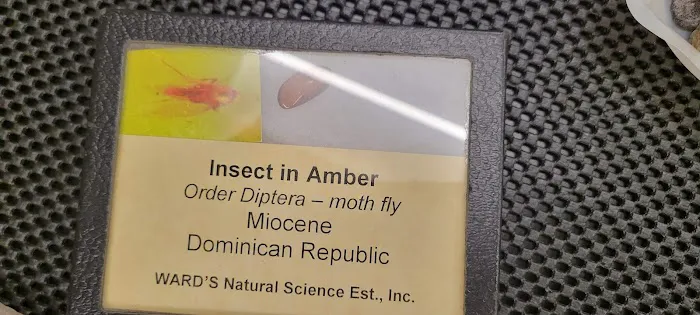 Insect in Amber
Order Diptera – moth fly
Miocene
Dominican Republic
WARD'S Natural Science Est., Inc.